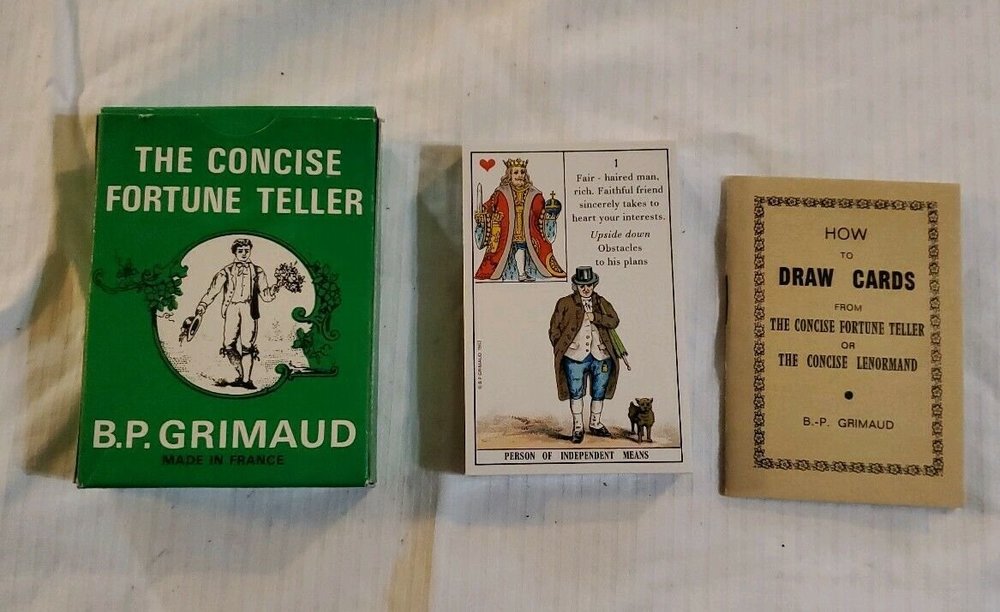 THE CONCISE
FORTUNE TELLER
B.P. GRIMAUD
MADE IN FRANCE
1
Fair - haired man,
rich. Faithful friend
sincerely takes to
heart your interests.
Upside down
Obstacles
to his plans
PERSON OF INDEPENDENT MEANS
HOW
TO
DRAW CARDS
FROM
THE CONCISE FORTUNE TELLER
OR
THE CONCISE LENORMAND
B.-P. GRIMAUD